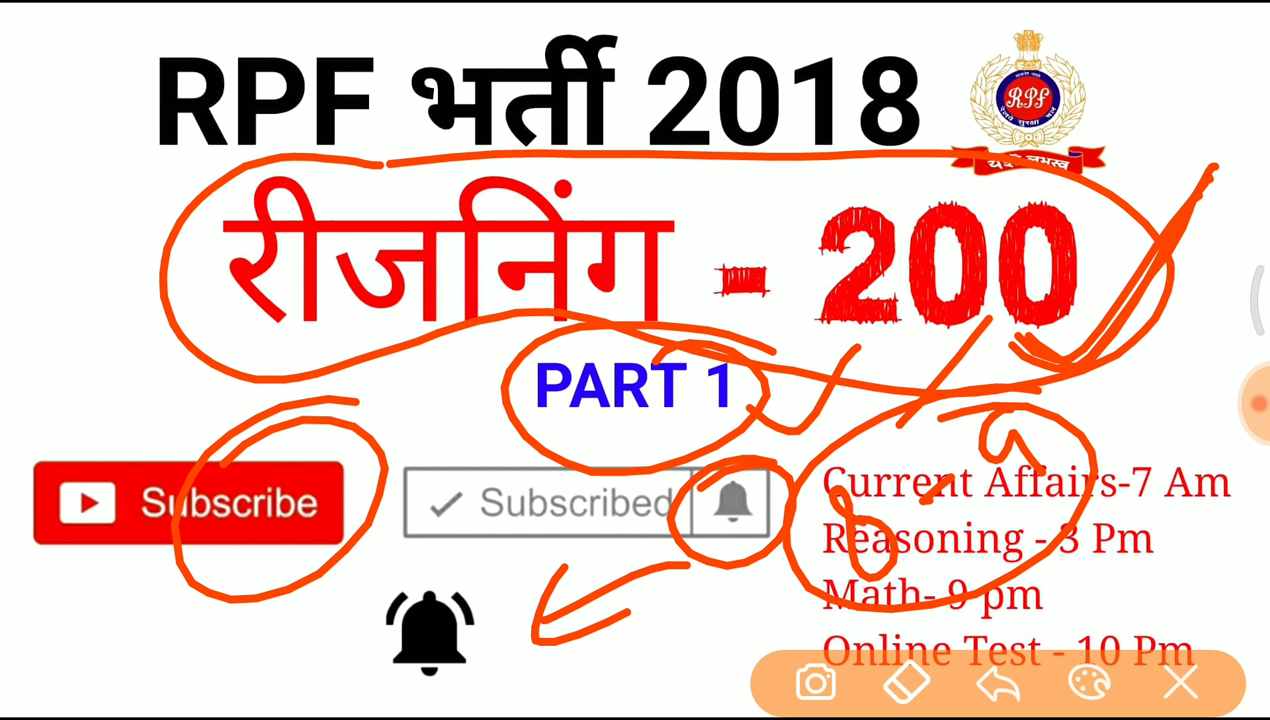 RPF भर्ती 2018
RPF
रीजनिंग - 200
PART 1
Subscribe
Subscribed
Current Affairs-7 Am
Reasoning - 3 Pm
Math- 9 pm
Online Test - 10 Pm